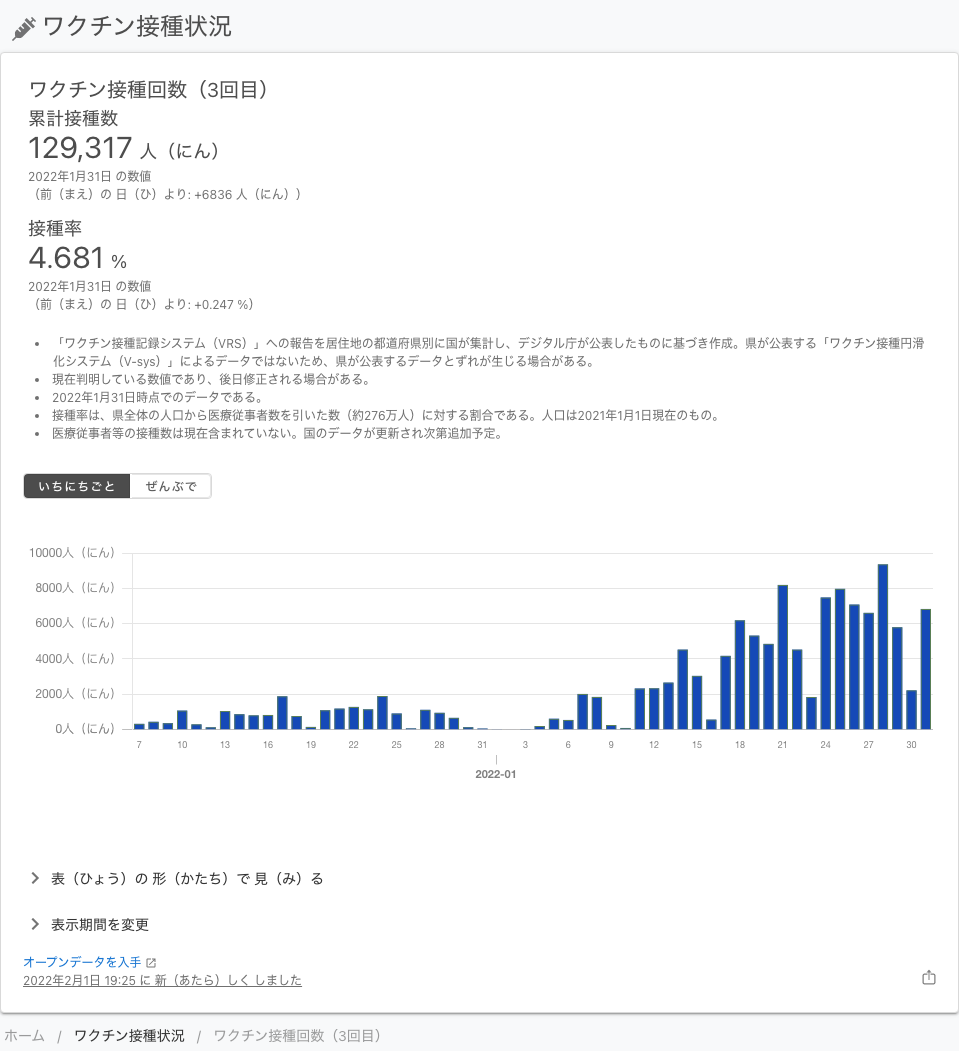 ワクチン接種状況
ワクチン接種回数（3回目）
累計接種数
129,317 人（にん）
2022年1月31日 の数値
（前（まえ）の 日（ひ）より: +6836 人（にん））
接種率
4.681 %
2022年1月31日 の数値
（前（まえ）の 日（ひ）より: +0.247 %）
• 「ワクチン接種記録システム（VRS）」への報告を居住地の都道府県別に国が集計し、デジタル庁が公表したものに基づき作成。県が公表する「ワクチン接種円滑
化システム（V-sys）」によるデータではないため、県が公表するデータとずれが生じる場合がある。
• 現在判明している数値であり、後日修正される場合がある。
• 2022年1月31日時点でのデータである。
• 接種率は、県全体の人口から医療従事者数を引いた数（約276万人）に対する割合である。人口は2021年1月1日現在のもの。
• 医療従事者等の接種数は現在含まれていない。国のデータが更新され次第追加予定。
いちにちごと ぜんぶで
10000人（にん）
8000人（にん）
6000人（にん）
4000人（にん）
2000人（にん）
0人（にん）
7 10 13 16 19 22 25 28 31 3 6 9 12 15 18 21 24 27 30
2022-01
表（ひょう）の 形（かたち）で 見（み）る
表示期間を変更
オープンデータを入手
2022年2月1日 19:25 に 新（あたら）しく しました
ホーム / ワクチン接種状況 / ワクチン接種回数（3回目）